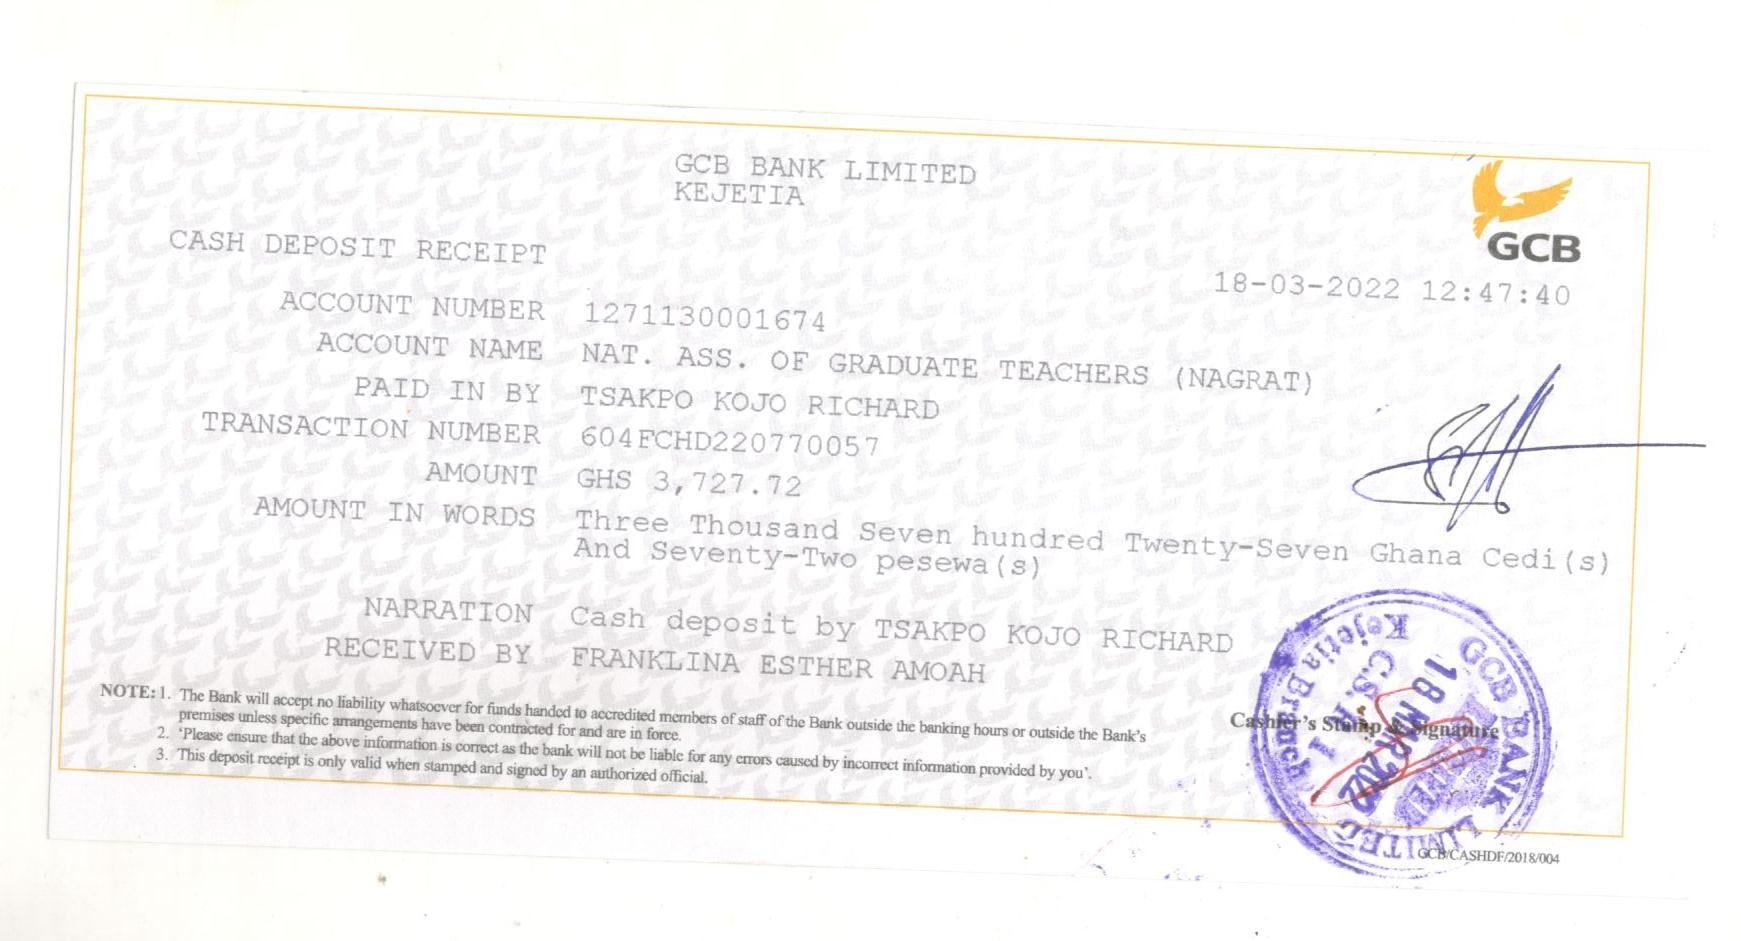 GCB BANK LIMITED
KEJETIA
GCB
CASH DEPOSIT RECEIPT
18-03-2022 12:47:40
ACCOUNT NUMBER 1271130001674
ACCOUNT NAME NAT. ASS. OF GRADUATE TEACHERS (NAGRAT)
PAID IN BY TSAKPO KOJO RICHARD
TRANSACTION NUMBER 604FCHD220770057
AMOUNT GHS 3,727.72
AMOUNT IN WORDS Three Thousand Seven hundred Twenty-Seven Ghana Cedi(s)
And Seventy-Two pesewa(s)
NARRATION Cash deposit by TSAKPO KOJO RICHARD
RECEIVED BY FRANKLINA ESTHER AMOAH
NOTE: 1. The Bank will accept no liability whatsoever for funds handed to accredited members of staff of the Bank outside the banking hours or outside the Bank's
premises unless specific arrangements have been contracted for and are in force.
2. 'Please ensure that the above information is correct as the bank will not be liable for any errors caused by incorrect information provided by you'.
3. This deposit receipt is only valid when stamped and signed by an authorized official.
Cashier's Stamp & Signature
GCB BANK LIMITED
Kejetia Branch
18 MAR 2022
GCB/CASHDF/2018/004